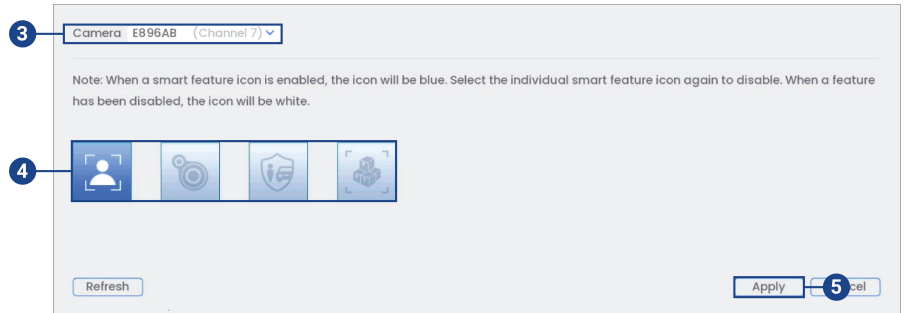 3 Camera E896AB (Channel 7)
Note: When a smart feature icon is enabled, the icon will be blue. Select the individual smart feature icon again to disable. When a feature
has been disabled, the icon will be white.
4
Refresh Apply 5 cel